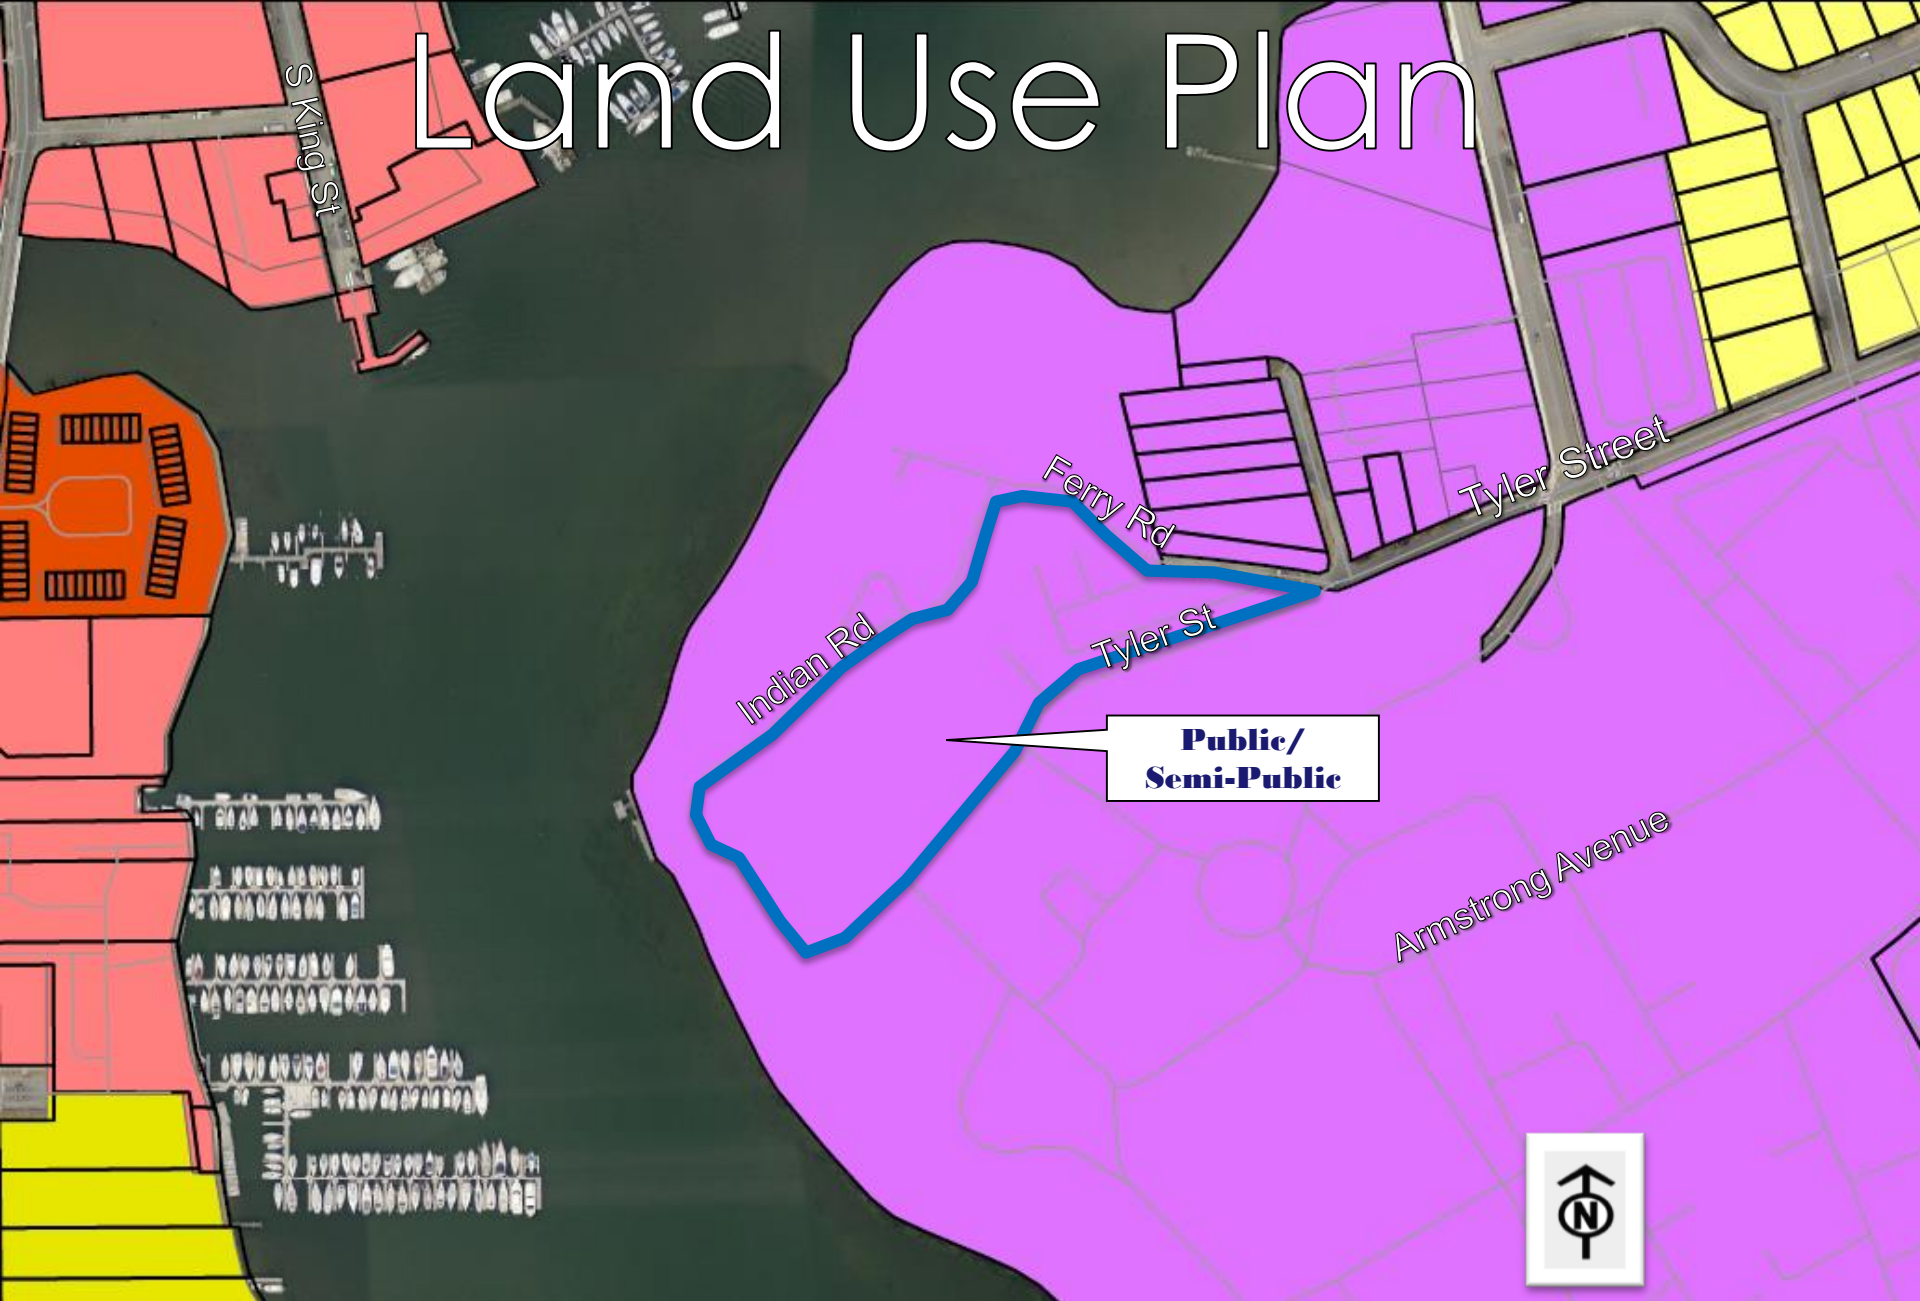 Land Use Plan
S King St
Ferry Rd
Tyler Street
Indian Rd
Tyler St
Public/
Semi-Public
Armstrong Avenue
N